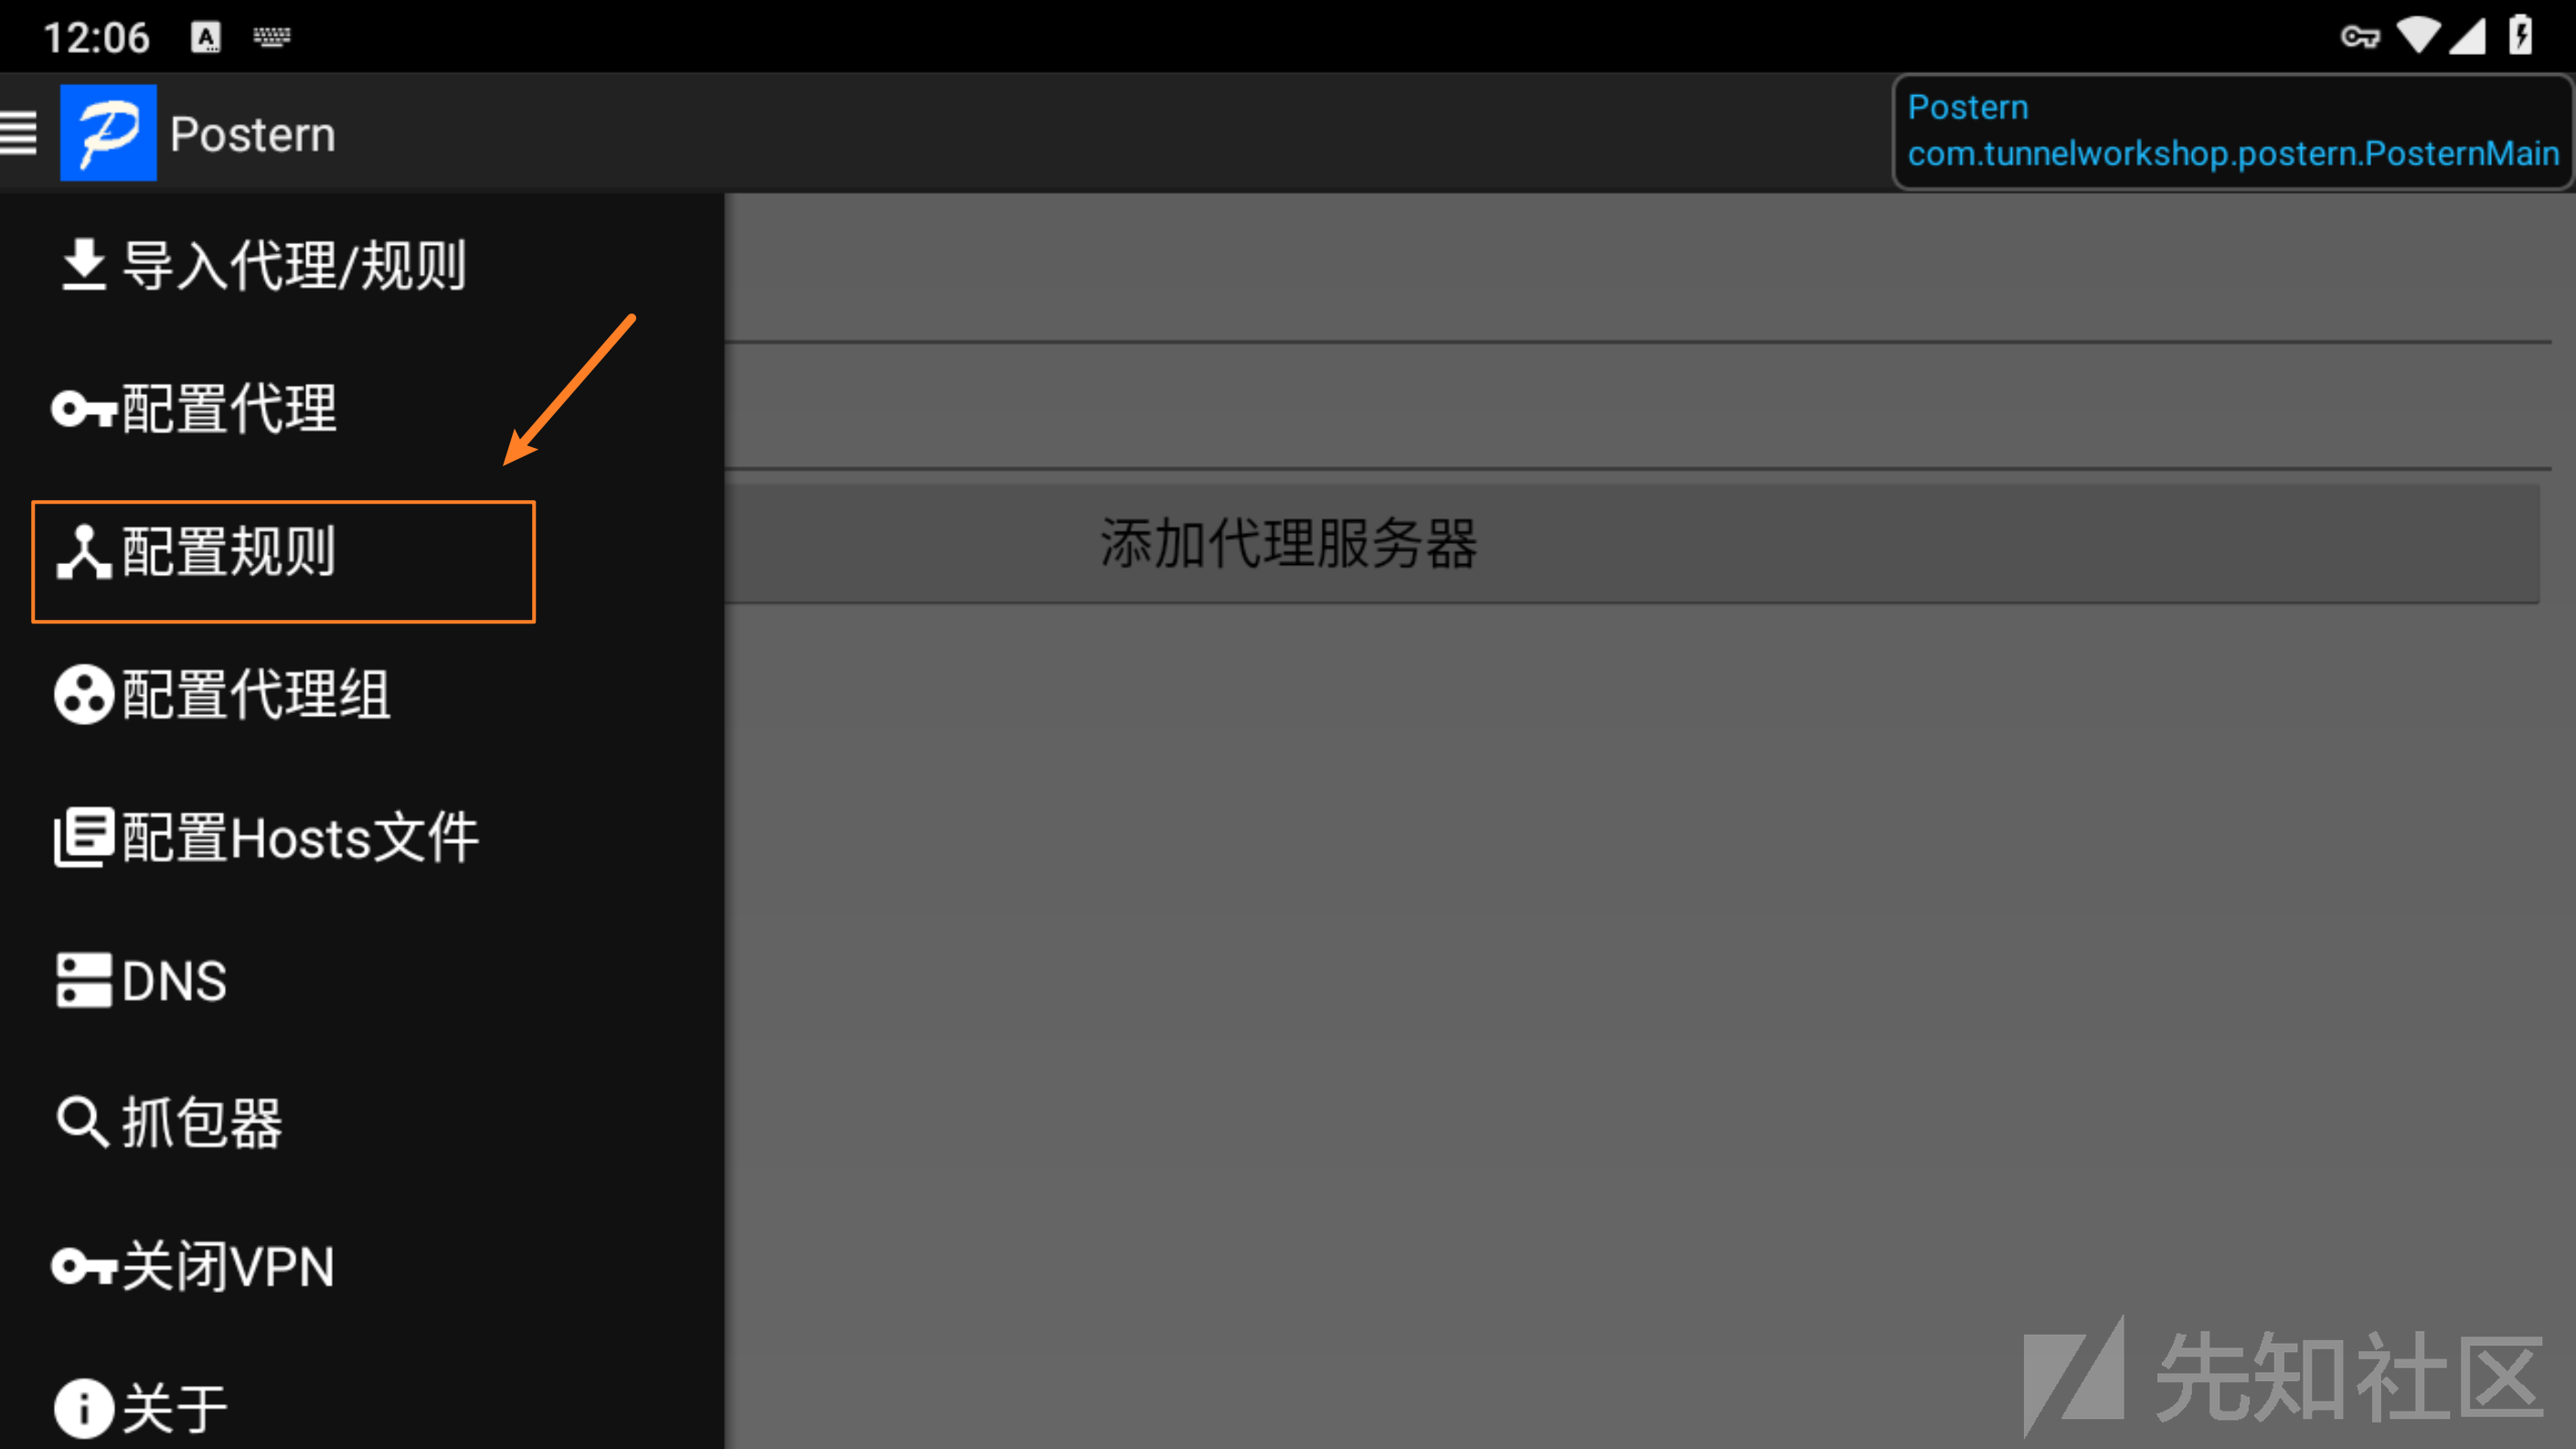 12:06
Postern
Postern
com.tunnelworkshop.postern.PosternMain
导入代理/规则
配置代理
配置规则
添加代理服务器
配置代理组
配置Hosts文件
DNS
抓包器
关闭VPN
关于
先知社区